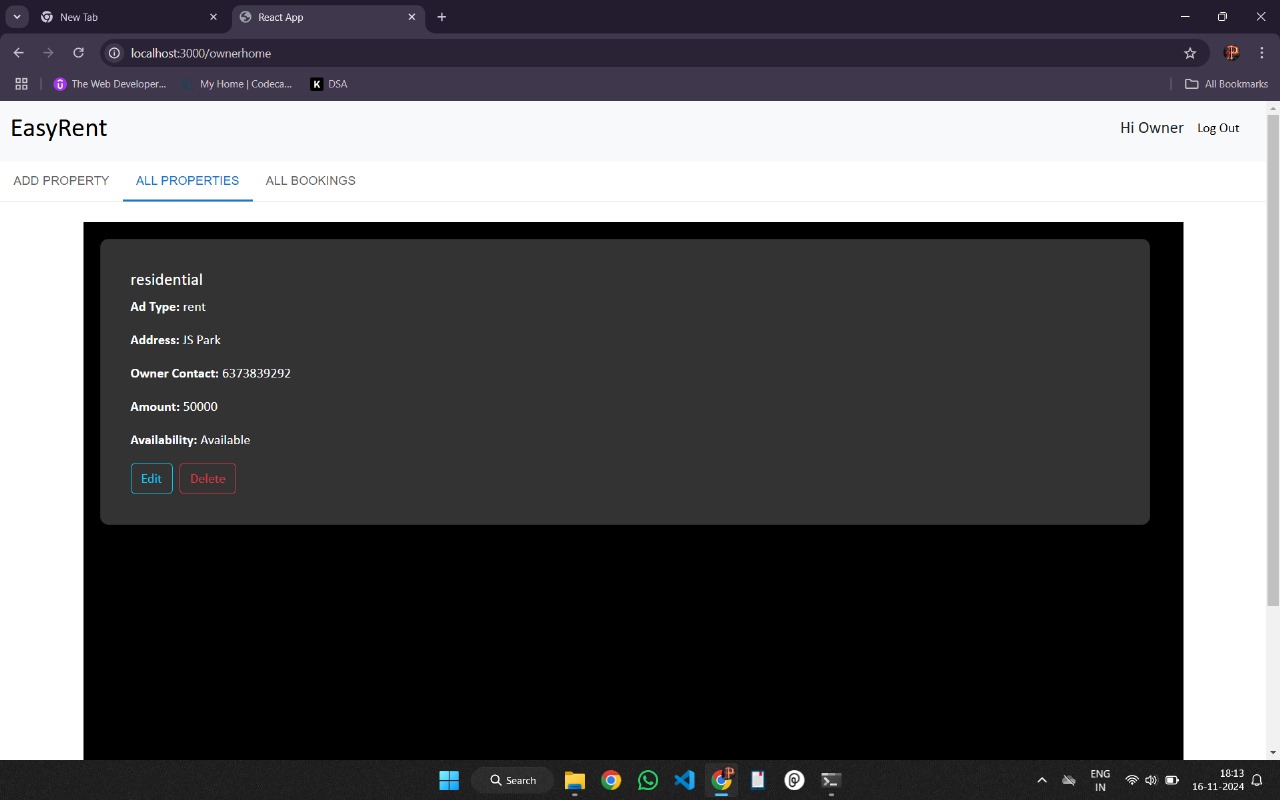 New Tab
React App
localhost:3000/ownerhome
The Web Developer...
My Home | Codeca...
K DSA
All Bookmarks
EasyRent
Hi Owner Log Out
ADD PROPERTY ALL PROPERTIES ALL BOOKINGS
residential
Ad Type: rent
Address: JS Park
Owner Contact: 6373839292
Amount: 50000
Availability: Available
Edit Delete
Search
ENG
IN
18:13
16-11-2024